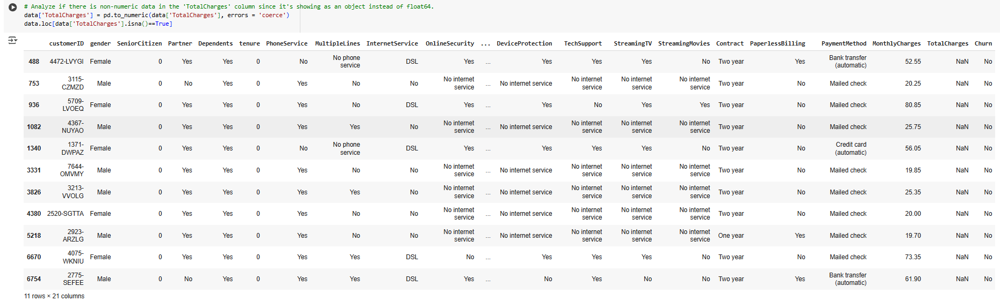 # Analyze if there is non-numeric data in the 'TotalCharges' column since it's showing as an object instead of float64.
data['TotalCharges'] = pd.to_numeric(data['TotalCharges'], errors = 'coerce')
data.loc[data['TotalCharges'].isna()==True]
customerID gender SeniorCitizen Partner Dependents tenure PhoneService MultipleLines InternetService OnlineSecurity ... DeviceProtection TechSupport StreamingTV StreamingMovies Contract PaperlessBilling PaymentMethod MonthlyCharges TotalCharges Churn
488 4472-LVYGI Female 0 Yes Yes 0 No No phone service DSL Yes ... Yes Yes Yes No Two year Yes Bank transfer (automatic) 52.55 NaN No
753 3115-CZMZD Male 0 No Yes 0 Yes No No No internet service ... No internet service No internet service No internet service No internet service Two year No Mailed check 20.25 NaN No
936 5709-LVOEQ Female 0 Yes Yes 0 Yes No DSL Yes ... Yes No Yes Yes Two year No Mailed check 80.85 NaN No
1082 4367-NUYAO Male 0 Yes Yes 0 Yes Yes No No internet service ... No internet service No internet service No internet service No internet service Two year No Mailed check 25.75 NaN No
1340 1371-DWPAZ Female 0 Yes Yes 0 No No phone service DSL Yes ... Yes Yes Yes No Two year No Credit card (automatic) 56.05 NaN No
3331 7644-OMVMY Male 0 Yes Yes 0 Yes No No No internet service ... No internet service No internet service No internet service No internet service Two year No Mailed check 19.85 NaN No
3826 3213-VVOLG Male 0 Yes Yes 0 Yes Yes No No internet service ... No internet service No internet service No internet service No internet service Two year No Mailed check 25.35 NaN No
4380 2520-SGTTA Female 0 Yes Yes 0 Yes No No No internet service ... No internet service No internet service No internet service No internet service Two year No Mailed check 20.00 NaN No
5218 2923-ARZLG Male 0 Yes Yes 0 Yes No No No internet service ... No internet service No internet service No internet service No internet service One year Yes Mailed check 19.70 NaN No
6670 4075-WKNIU Female 0 Yes Yes 0 Yes Yes DSL No ... Yes Yes Yes No Two year No Mailed check 73.35 NaN No
6754 2775-SEFEE Male 0 No Yes 0 Yes Yes DSL Yes ... No Yes No No Two year Yes Bank transfer (automatic) 61.90 NaN No
11 rows × 21 columns